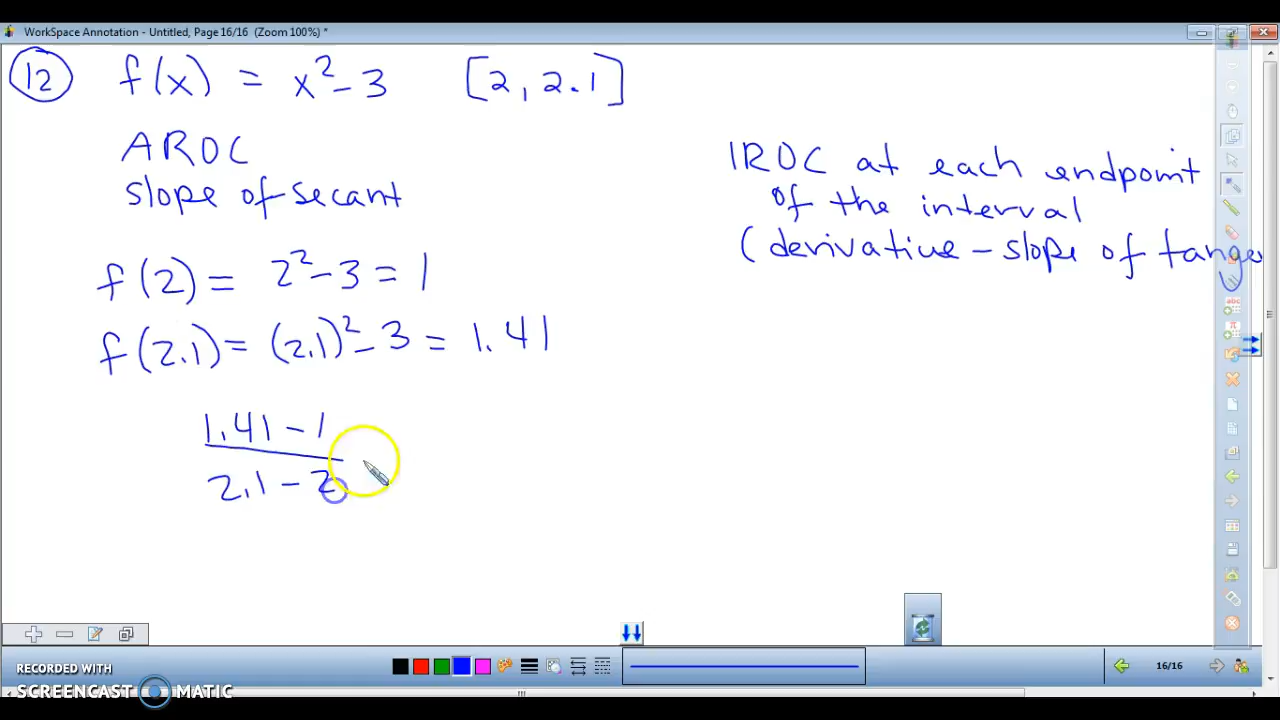 WorkSpace Annotation - Untitled, Page 16/16 (Zoom 100%) *
12 f(x) = x² - 3 [2, 2.1]
AROC
slope of secant
IROC at each endpoint
of the interval
(derivative - slope of tange
f(2) = 2² - 3 = 1
f(2.1) = (2.1)² - 3 = 1.41
1.41 - 1
2.1 - 2
abc
π
RECORDED WITH
SCREENCAST MATIC
16/16